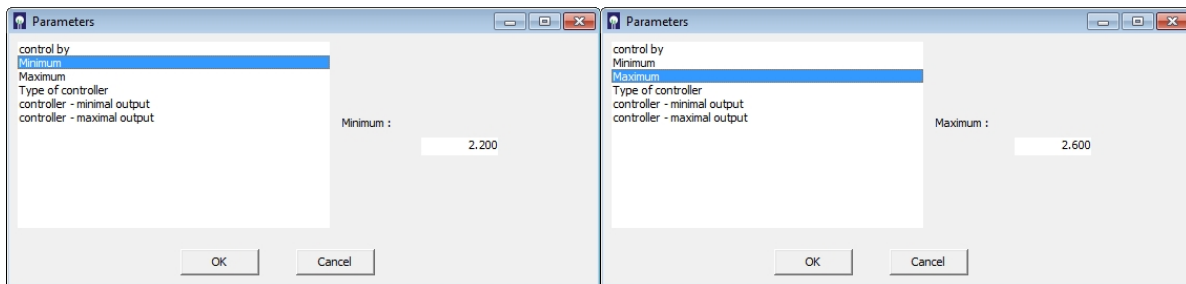 Parameters
control by
Minimum
Maximum
Type of controller
controller - minimal output
controller - maximal output
Minimum :
2.200
OK
Cancel
Parameters
control by
Minimum
Maximum
Type of controller
controller - minimal output
controller - maximal output
Maximum :
2.600
OK
Cancel